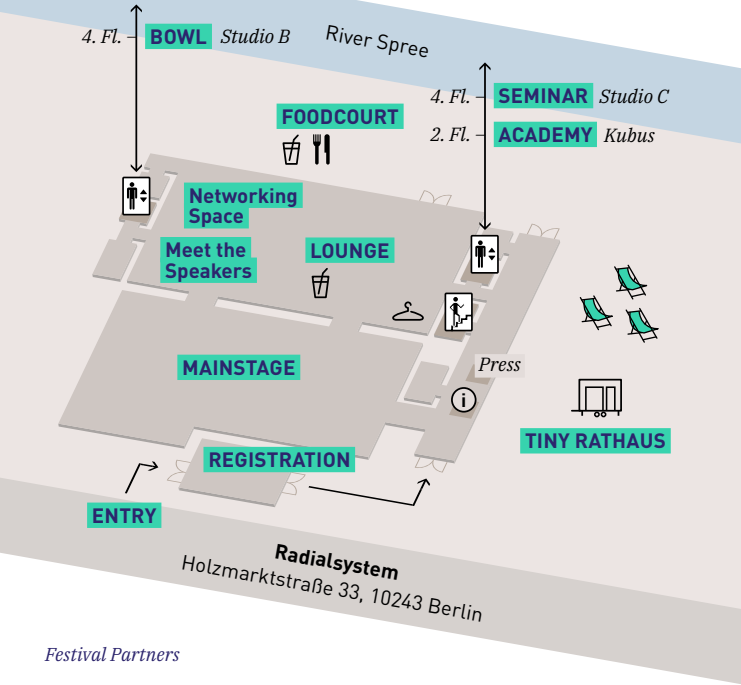 4. Fl. BOWL Studio B
River Spree
4. Fl. SEMINAR Studio C
2. Fl. ACADEMY Kubus
FOODCOURT
Networking
Space
Meet the
Speakers
LOUNGE
MAINSTAGE
Press
i
TINY RATHAUS
REGISTRATION
ENTRY
Radialsystem
Holzmarktstraße 33, 10243 Berlin
Festival Partners